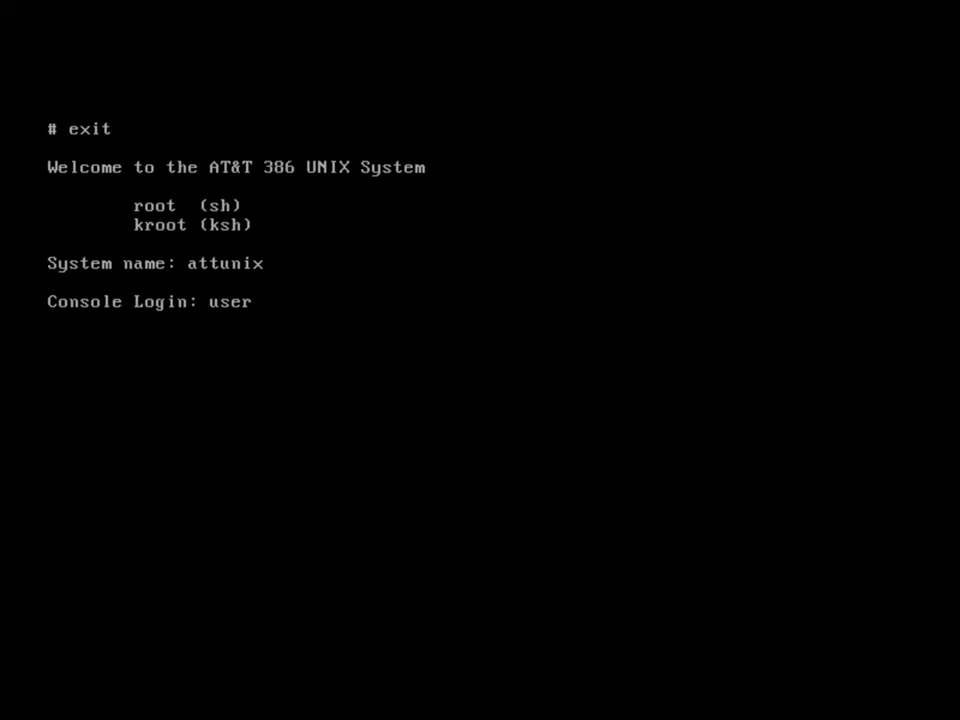 # exit
Welcome to the AT&T 386 UNIX System
root (sh)
kroot (ksh)
System name: attunix
Console Login: user